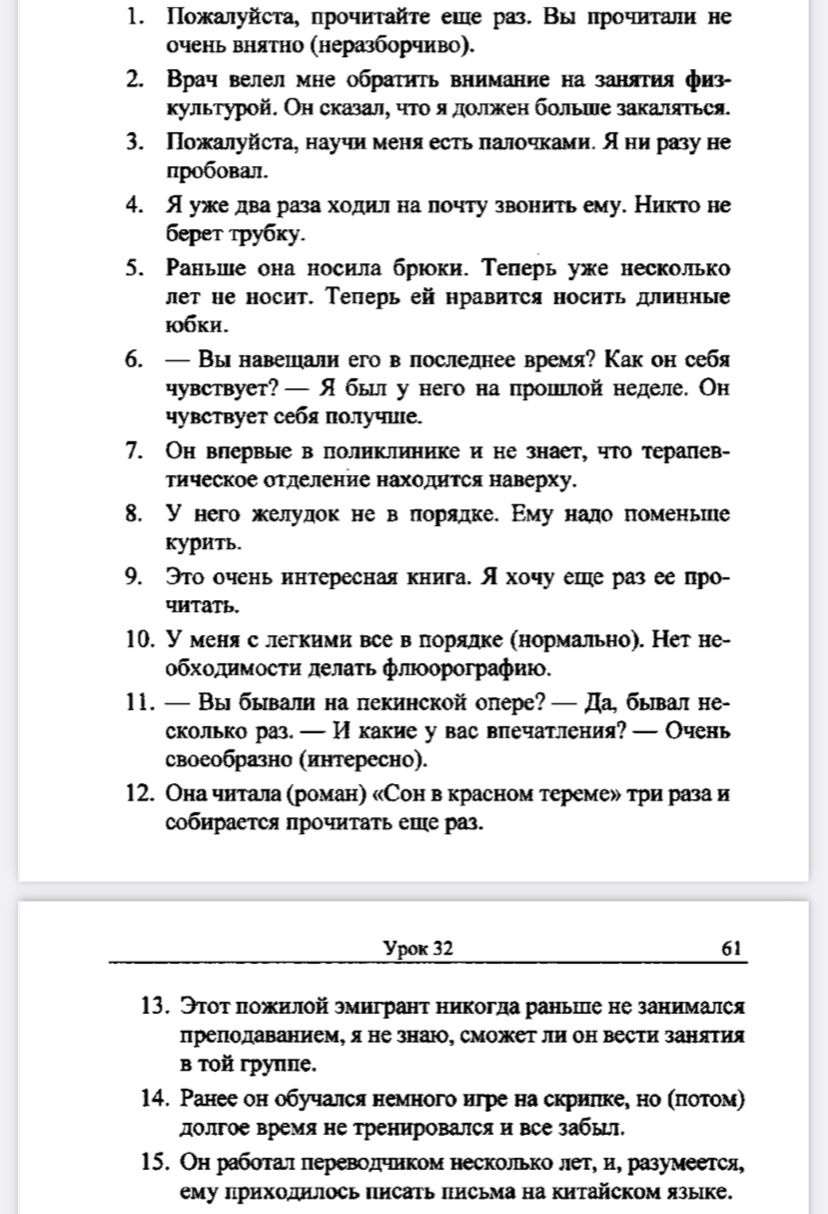 1. Пожалуйста, прочитайте еще раз. Вы прочитали не
очень внятно (неразборчиво).
2. Врач велел мне обратить внимание на занятия физ-
культурой. Он сказал, что я должен больше закаляться.
3. Пожалуйста, научи меня есть палочками. Я ни разу не
пробовал.
4. Я уже два раза ходил на почту звонить ему. Никто не
берет трубку.
5. Раньше она носила брюки. Теперь уже несколько
лет не носит. Теперь ей нравится носить длинные
юбки.
6. — Вы навещали его в последнее время? Как он себя
чувствует? — Я был у него на прошлой неделе. Он
чувствует себя получше.
7. Он впервые в поликлинике и не знает, что терапев-
тическое отделение находится наверху.
8. У него желудок не в порядке. Ему надо поменьше
курить.
9. Это очень интересная книга. Я хочу еще раз ее про-
читать.
10. У меня с легкими все в порядке (нормально). Нет не-
обходимости делать флюорографию.
11. — Вы бывали на пекинской опере? — Да, бывал не-
сколько раз. — И какие у вас впечатления? — Очень
своеобразно (интересно).
12. Она читала (роман) «Сон в красном тереме» три раза и
собирается прочитать еще раз.
Урок 32 61
13. Этот пожилой эмигрант никогда раньше не занимался
преподаванием, я не знаю, сможет ли он вести занятия
в той группе.
14. Ранее он обучался немного игре на скрипке, но (потом)
долгое время не тренировался и все забыл.
15. Он работал переводчиком несколько лет, и, разумеется,
ему приходилось писать письма на китайском языке.